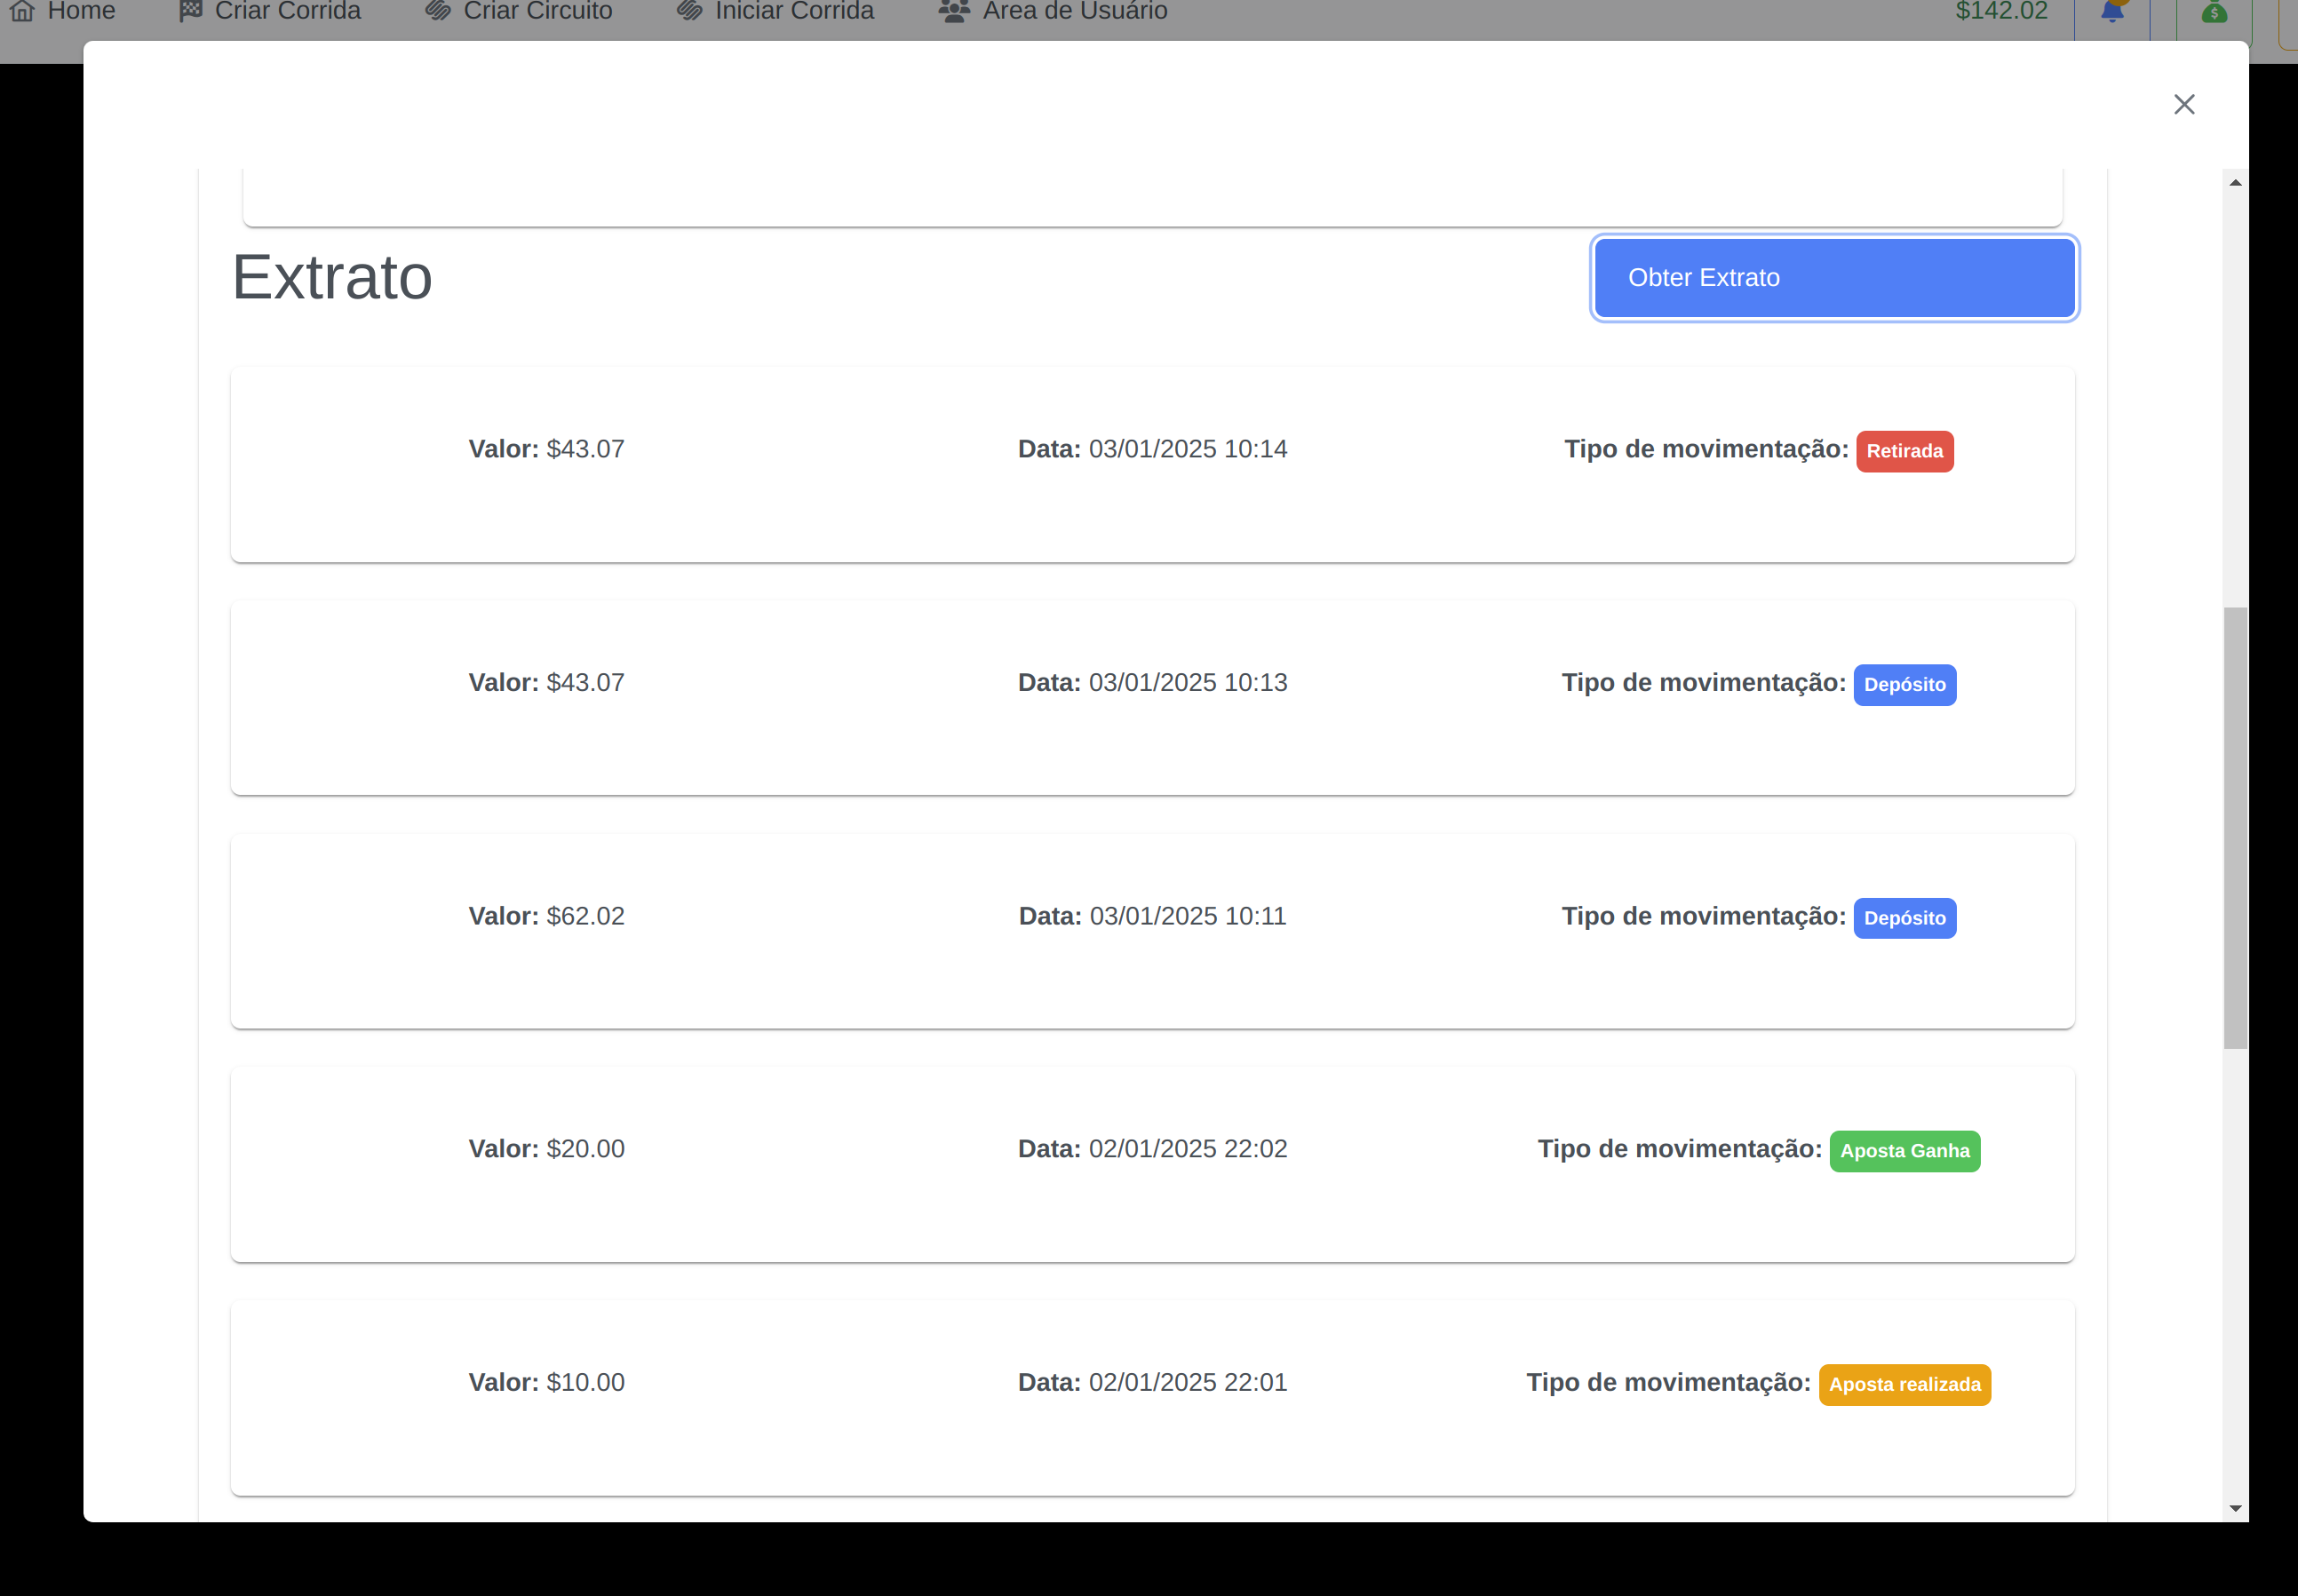 Home Criar Corrida Criar Circuito Iniciar Corrida Area de Usuário $142.02
Extrato Obter Extrato
Valor: $43.07 Data: 03/01/2025 10:14 Tipo de movimentação: Retirada
Valor: $43.07 Data: 03/01/2025 10:13 Tipo de movimentação: Depósito
Valor: $62.02 Data: 03/01/2025 10:11 Tipo de movimentação: Depósito
Valor: $20.00 Data: 02/01/2025 22:02 Tipo de movimentação: Aposta Ganha
Valor: $10.00 Data: 02/01/2025 22:01 Tipo de movimentação: Aposta realizada